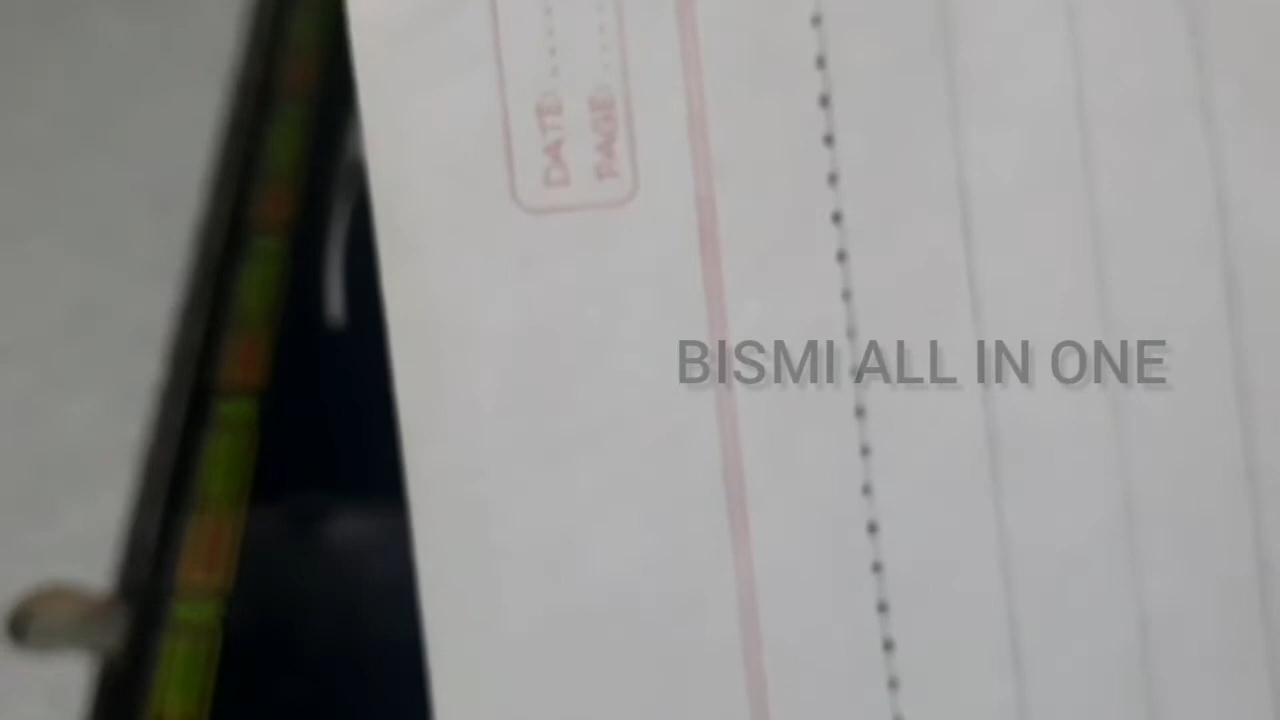 DATE:........
PAGE:........
BISMI ALL IN ONE